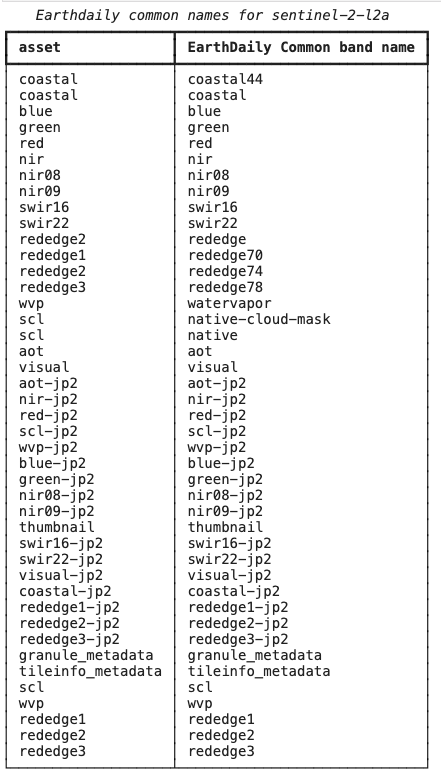 Earthdaily common names for sentinel-2-l2a
asset EarthDaily Common band name
coastal coastal44
coastal coastal
blue blue
green green
red red
nir nir
nir08 nir08
nir09 nir09
swir16 swir16
swir22 swir22
rededge2 rededge
rededge1 rededge70
rededge2 rededge74
rededge3 rededge78
wvp watervapor
scl native-cloud-mask
scl native
aot aot
visual visual
aot-jp2 aot-jp2
nir-jp2 nir-jp2
red-jp2 red-jp2
scl-jp2 scl-jp2
wvp-jp2 wvp-jp2
blue-jp2 blue-jp2
green-jp2 green-jp2
nir08-jp2 nir08-jp2
nir09-jp2 nir09-jp2
thumbnail thumbnail
swir16-jp2 swir16-jp2
swir22-jp2 swir22-jp2
visual-jp2 visual-jp2
coastal-jp2 coastal-jp2
rededge1-jp2 rededge1-jp2
rededge2-jp2 rededge2-jp2
rededge3-jp2 rededge3-jp2
granule_metadata granule_metadata
tileinfo_metadata tileinfo_metadata
scl scl
wvp wvp
rededge1 rededge1
rededge2 rededge2
rededge3 rededge3